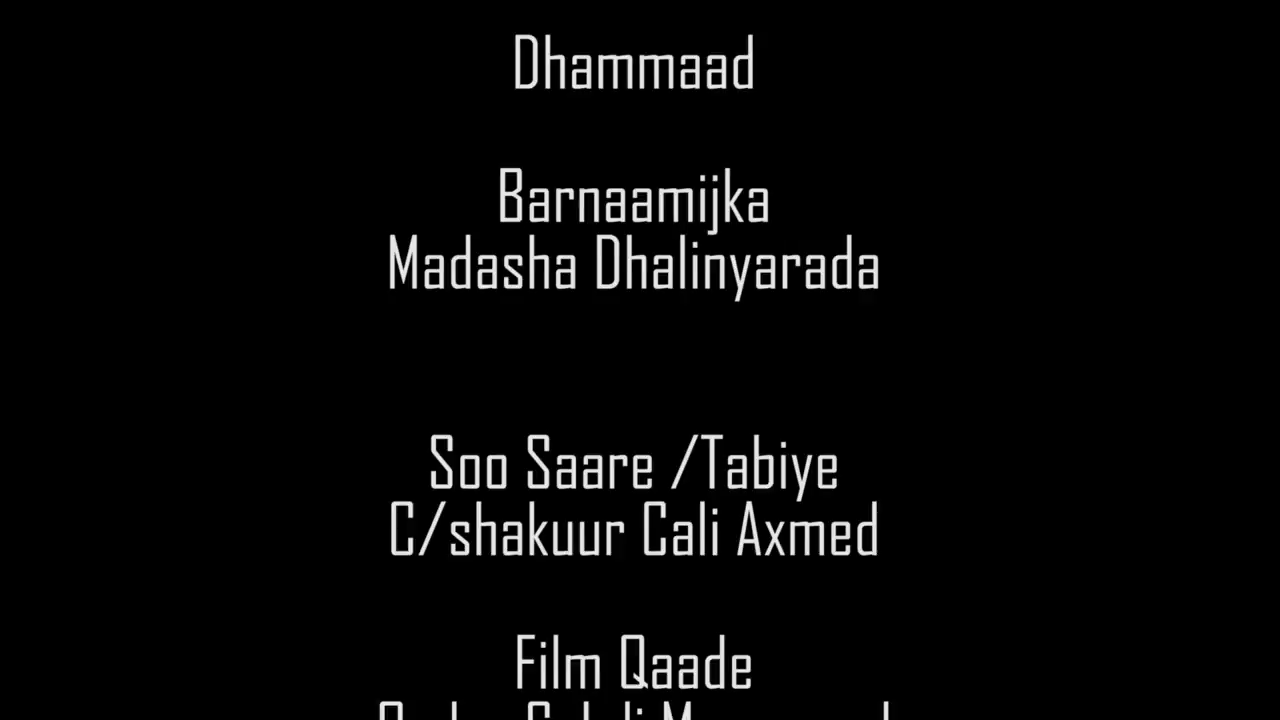 Dhammaad
Barnaamijka
Madasha Dhalinyarada
Soo Saare /Tabiye
C/shakuur Cali Axmed
Film Qaade